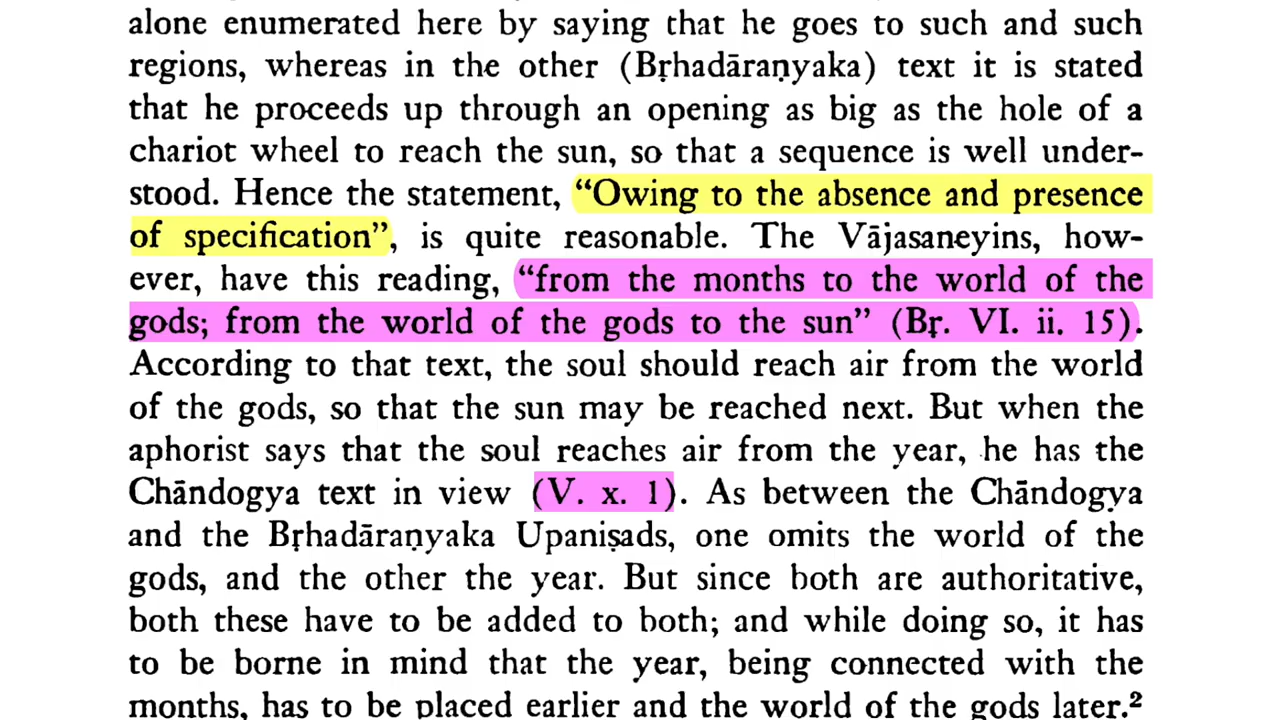 alone enumerated here by saying that he goes to such and such
regions, whereas in the other (Bṛhadāraṇyaka) text it is stated
that he proceeds up through an opening as big as the hole of a
chariot wheel to reach the sun, so that a sequence is well under-
stood. Hence the statement, “Owing to the absence and presence
of specification”, is quite reasonable. The Vājasaneyins, how-
ever, have this reading, “from the months to the world of the
gods; from the world of the gods to the sun” (Bṛ. VI. ii. 15).
According to that text, the soul should reach air from the world
of the gods, so that the sun may be reached next. But when the
aphorist says that the soul reaches air from the year, he has the
Chāndogya text in view (V. x. 1). As between the Chāndogya
and the Bṛhadāraṇyaka Upaniṣads, one omits the world of the
gods, and the other the year. But since both are authoritative,
both these have to be added to both; and while doing so, it has
to be borne in mind that the year, being connected with the
months, has to be placed earlier and the world of the gods later.²